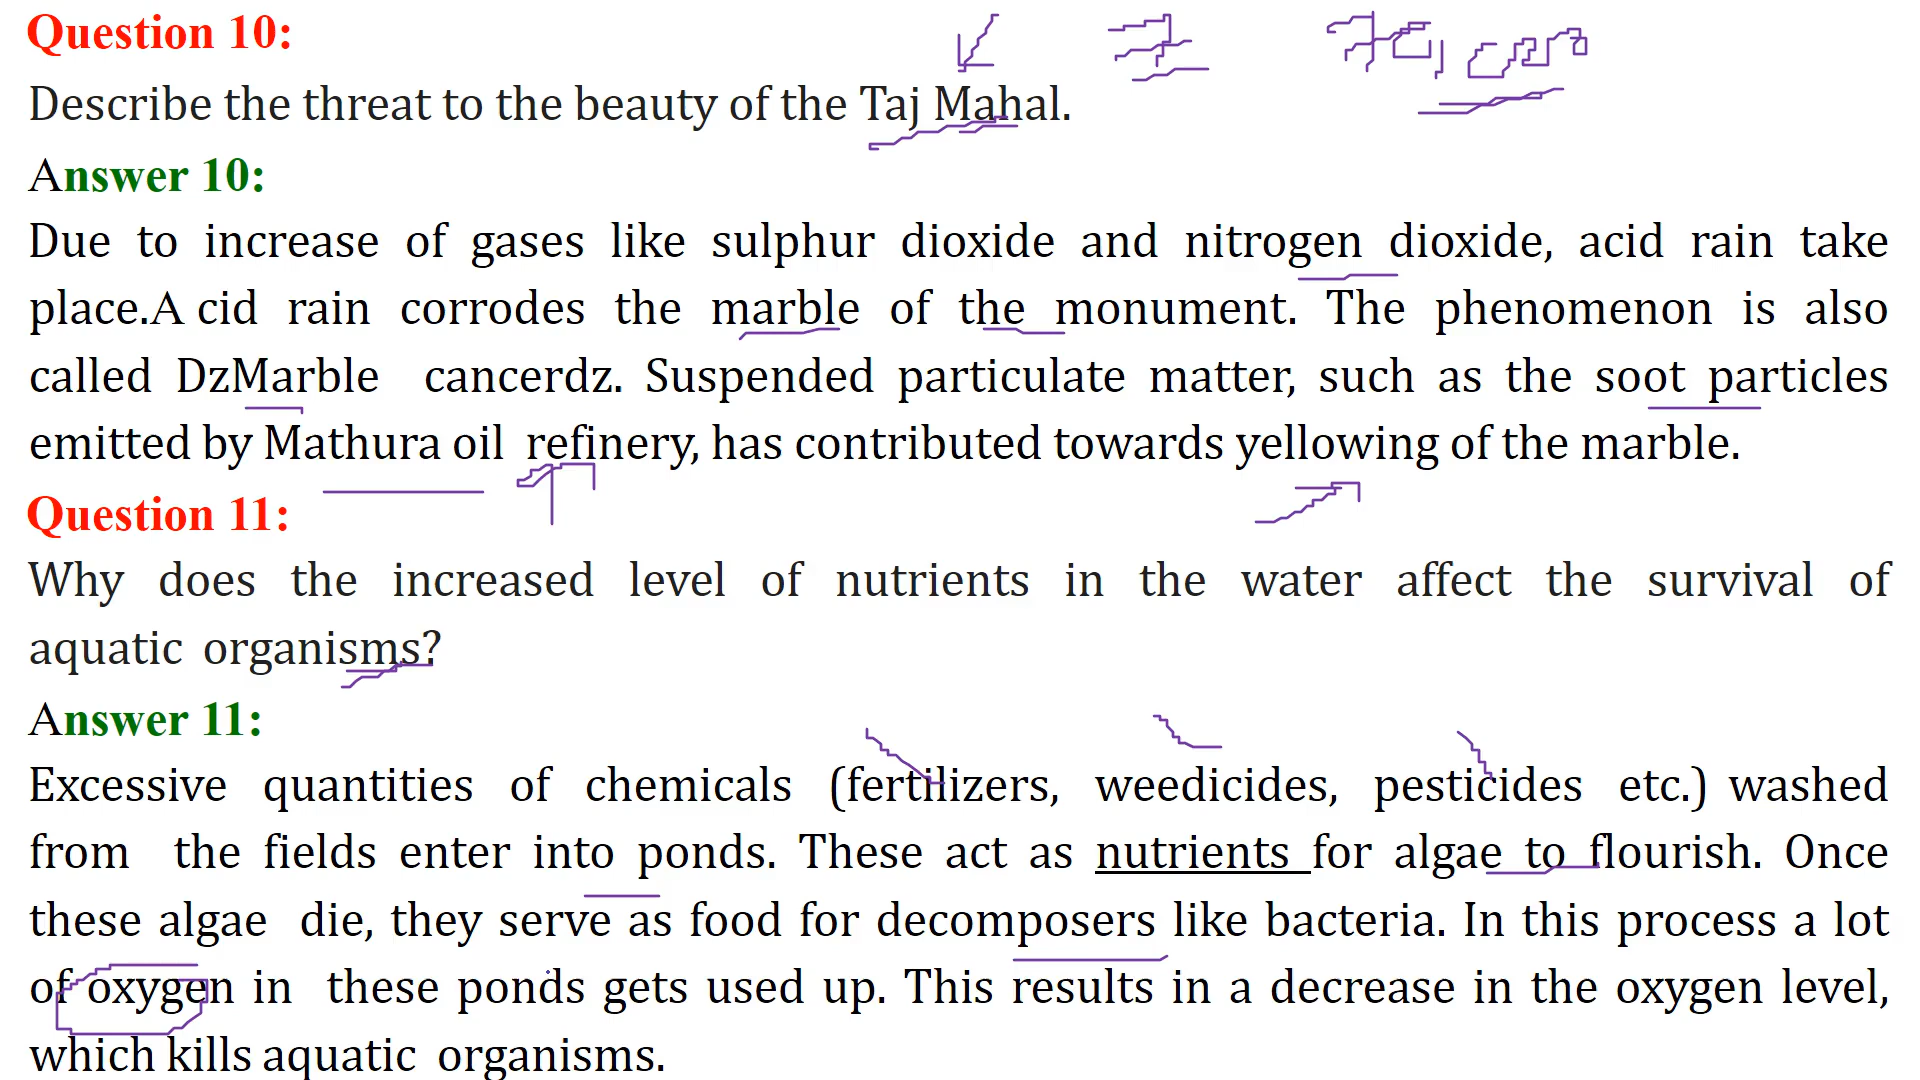 Question 10:
Describe the threat to the beauty of the Taj Mahal.
Answer 10:
Due to increase of gases like sulphur dioxide and nitrogen dioxide, acid rain take
place.A cid rain corrodes the marble of the monument. The phenomenon is also
called DzMarble cancerdz. Suspended particulate matter, such as the soot particles
emitted by Mathura oil refinery, has contributed towards yellowing of the marble.
Question 11:
Why does the increased level of nutrients in the water affect the survival of
aquatic organisms?
Answer 11:
Excessive quantities of chemicals (fertilizers, weedicides, pesticides etc.) washed
from the fields enter into ponds. These act as nutrients for algae to flourish. Once
these algae die, they serve as food for decomposers like bacteria. In this process a lot
of oxygen in these ponds gets used up. This results in a decrease in the oxygen level,
which kills aquatic organisms.